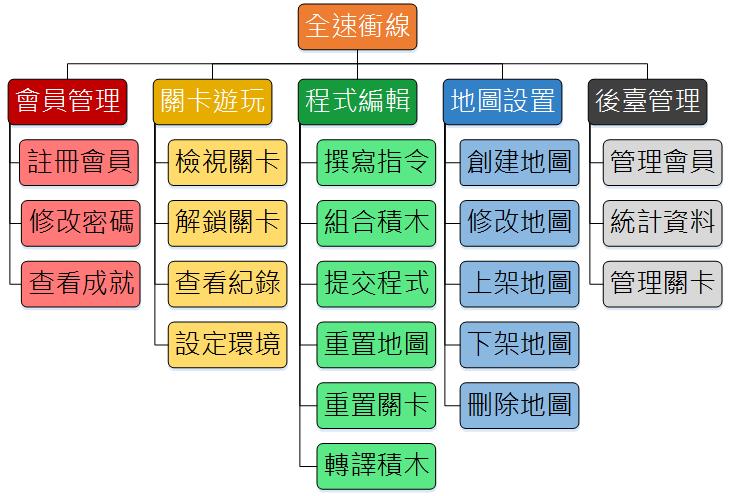 全速衝線
會員管理
註冊會員
修改密碼
查看成就
關卡遊玩
檢視關卡
解鎖關卡
查看紀錄
設定環境
程式編輯
撰寫指令
組合積木
提交程式
重置地圖
重置關卡
轉譯積木
地圖設置
創建地圖
修改地圖
上架地圖
下架地圖
刪除地圖
後臺管理
管理會員
統計資料
管理關卡